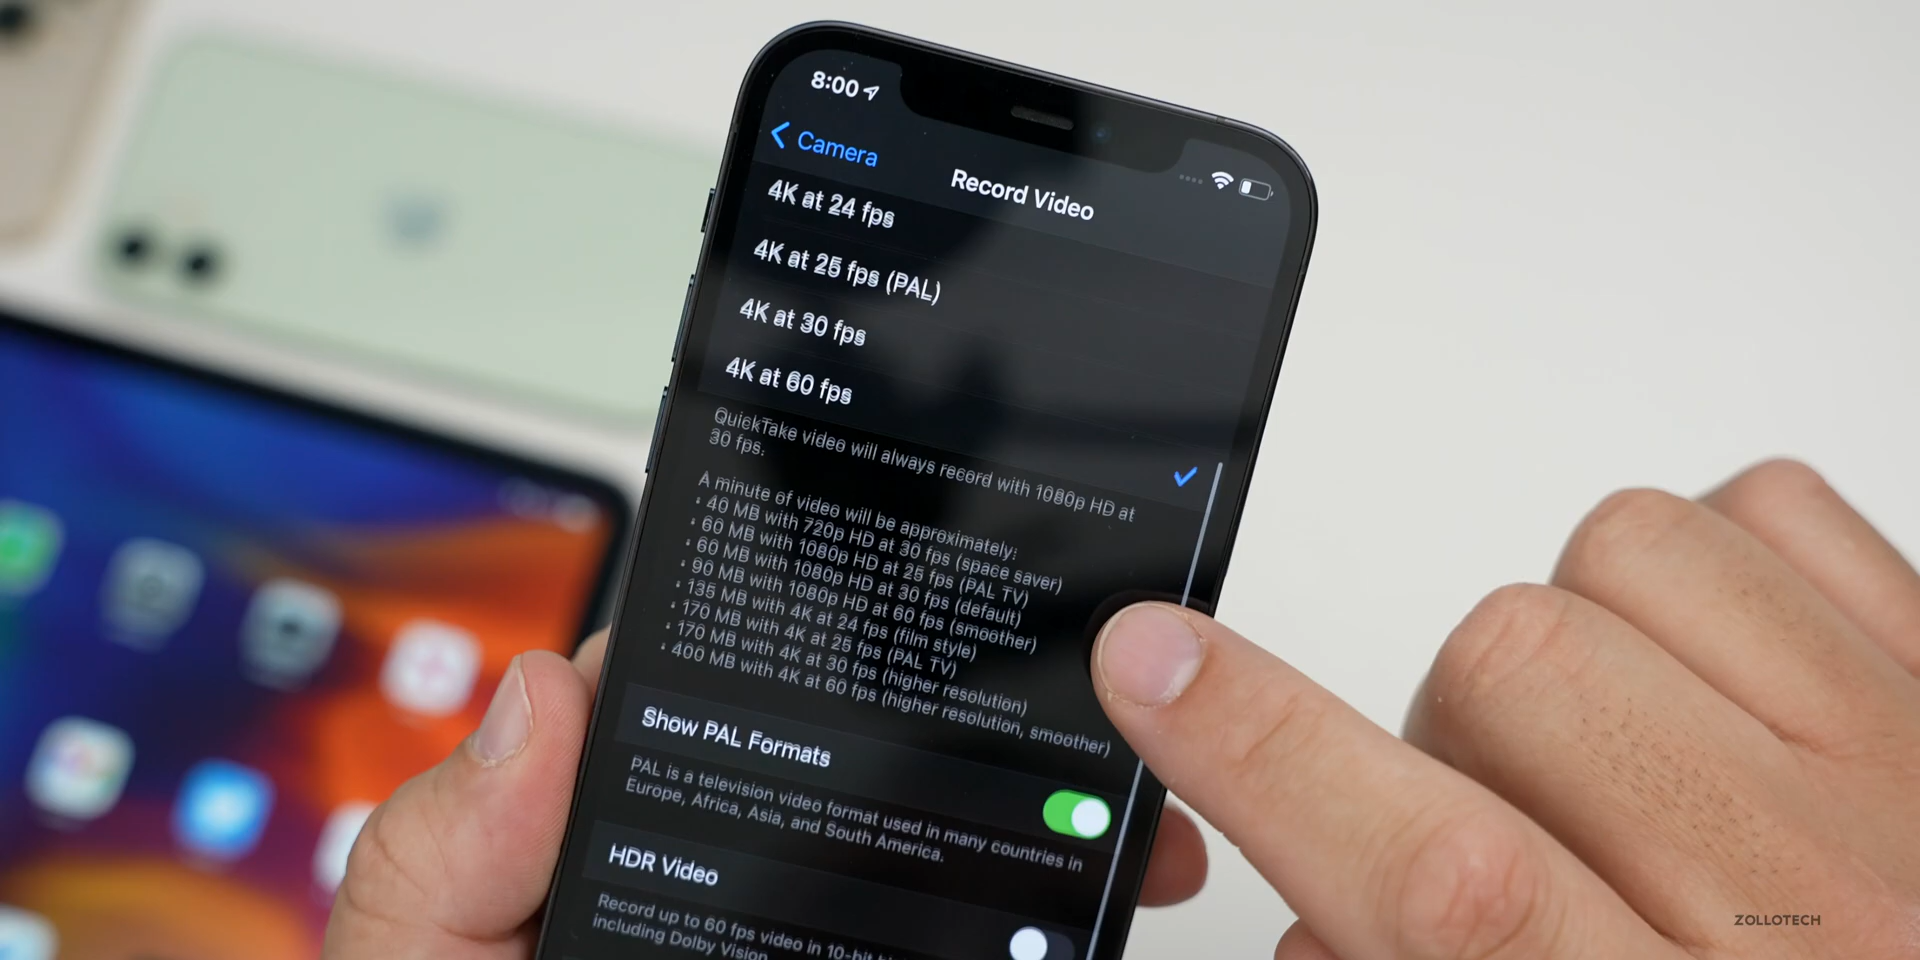 8:00
Camera
Record Video
4K at 24 fps
4K at 25 fps (PAL)
4K at 30 fps
4K at 60 fps
QuickTake video will always record with 1080p HD at
30 fps.
A minute of video will be approximately:
• 40 MB with 720p HD at 30 fps (space saver)
• 60 MB with 1080p HD at 25 fps (PAL TV)
• 60 MB with 1080p HD at 30 fps (default)
• 90 MB with 1080p HD at 60 fps (smoother)
• 135 MB with 4K at 24 fps (film style)
• 170 MB with 4K at 25 fps (PAL TV)
• 170 MB with 4K at 30 fps (higher resolution)
• 400 MB with 4K at 60 fps (higher resolution, smoother)
Show PAL Formats
PAL is a television video format used in many countries in
Europe, Africa, Asia, and South America.
HDR Video
Record up to 60 fps video in 10-bit
including Dolby Vision
ZOLLOTECH